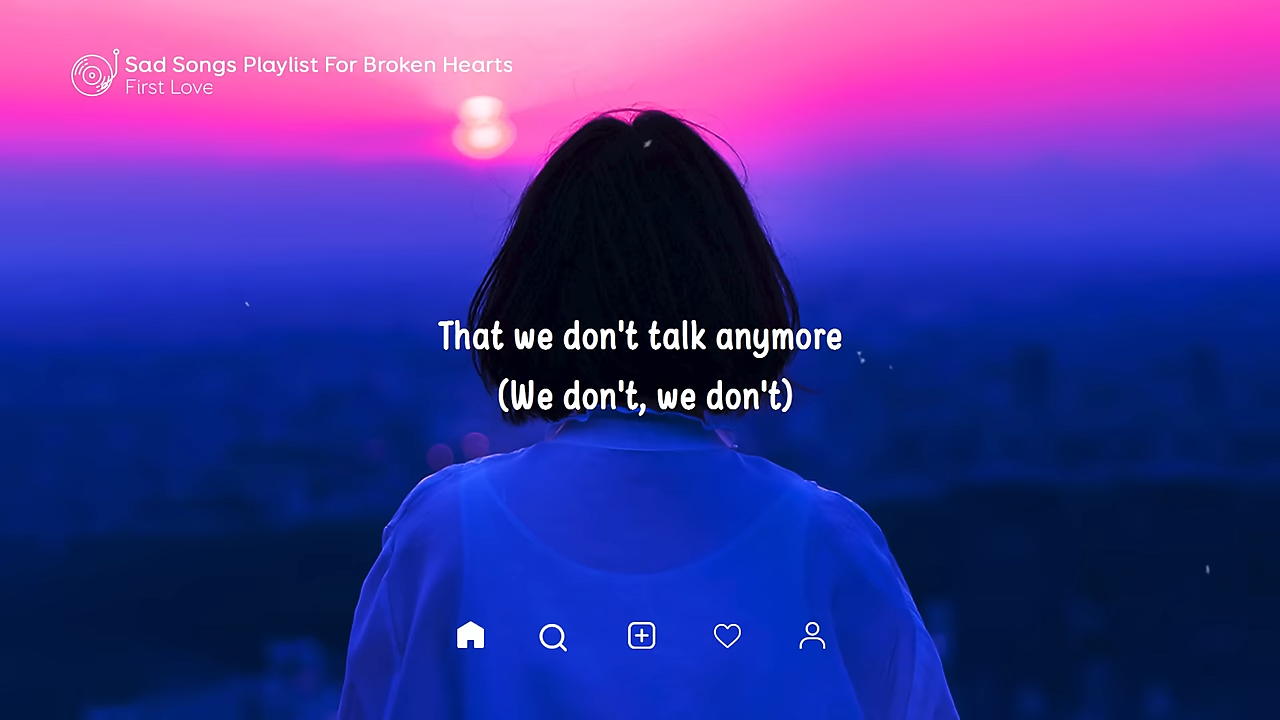 Sad Songs Playlist For Broken Hearts
First Love
That we don't talk anymore
(We don't, we don't)